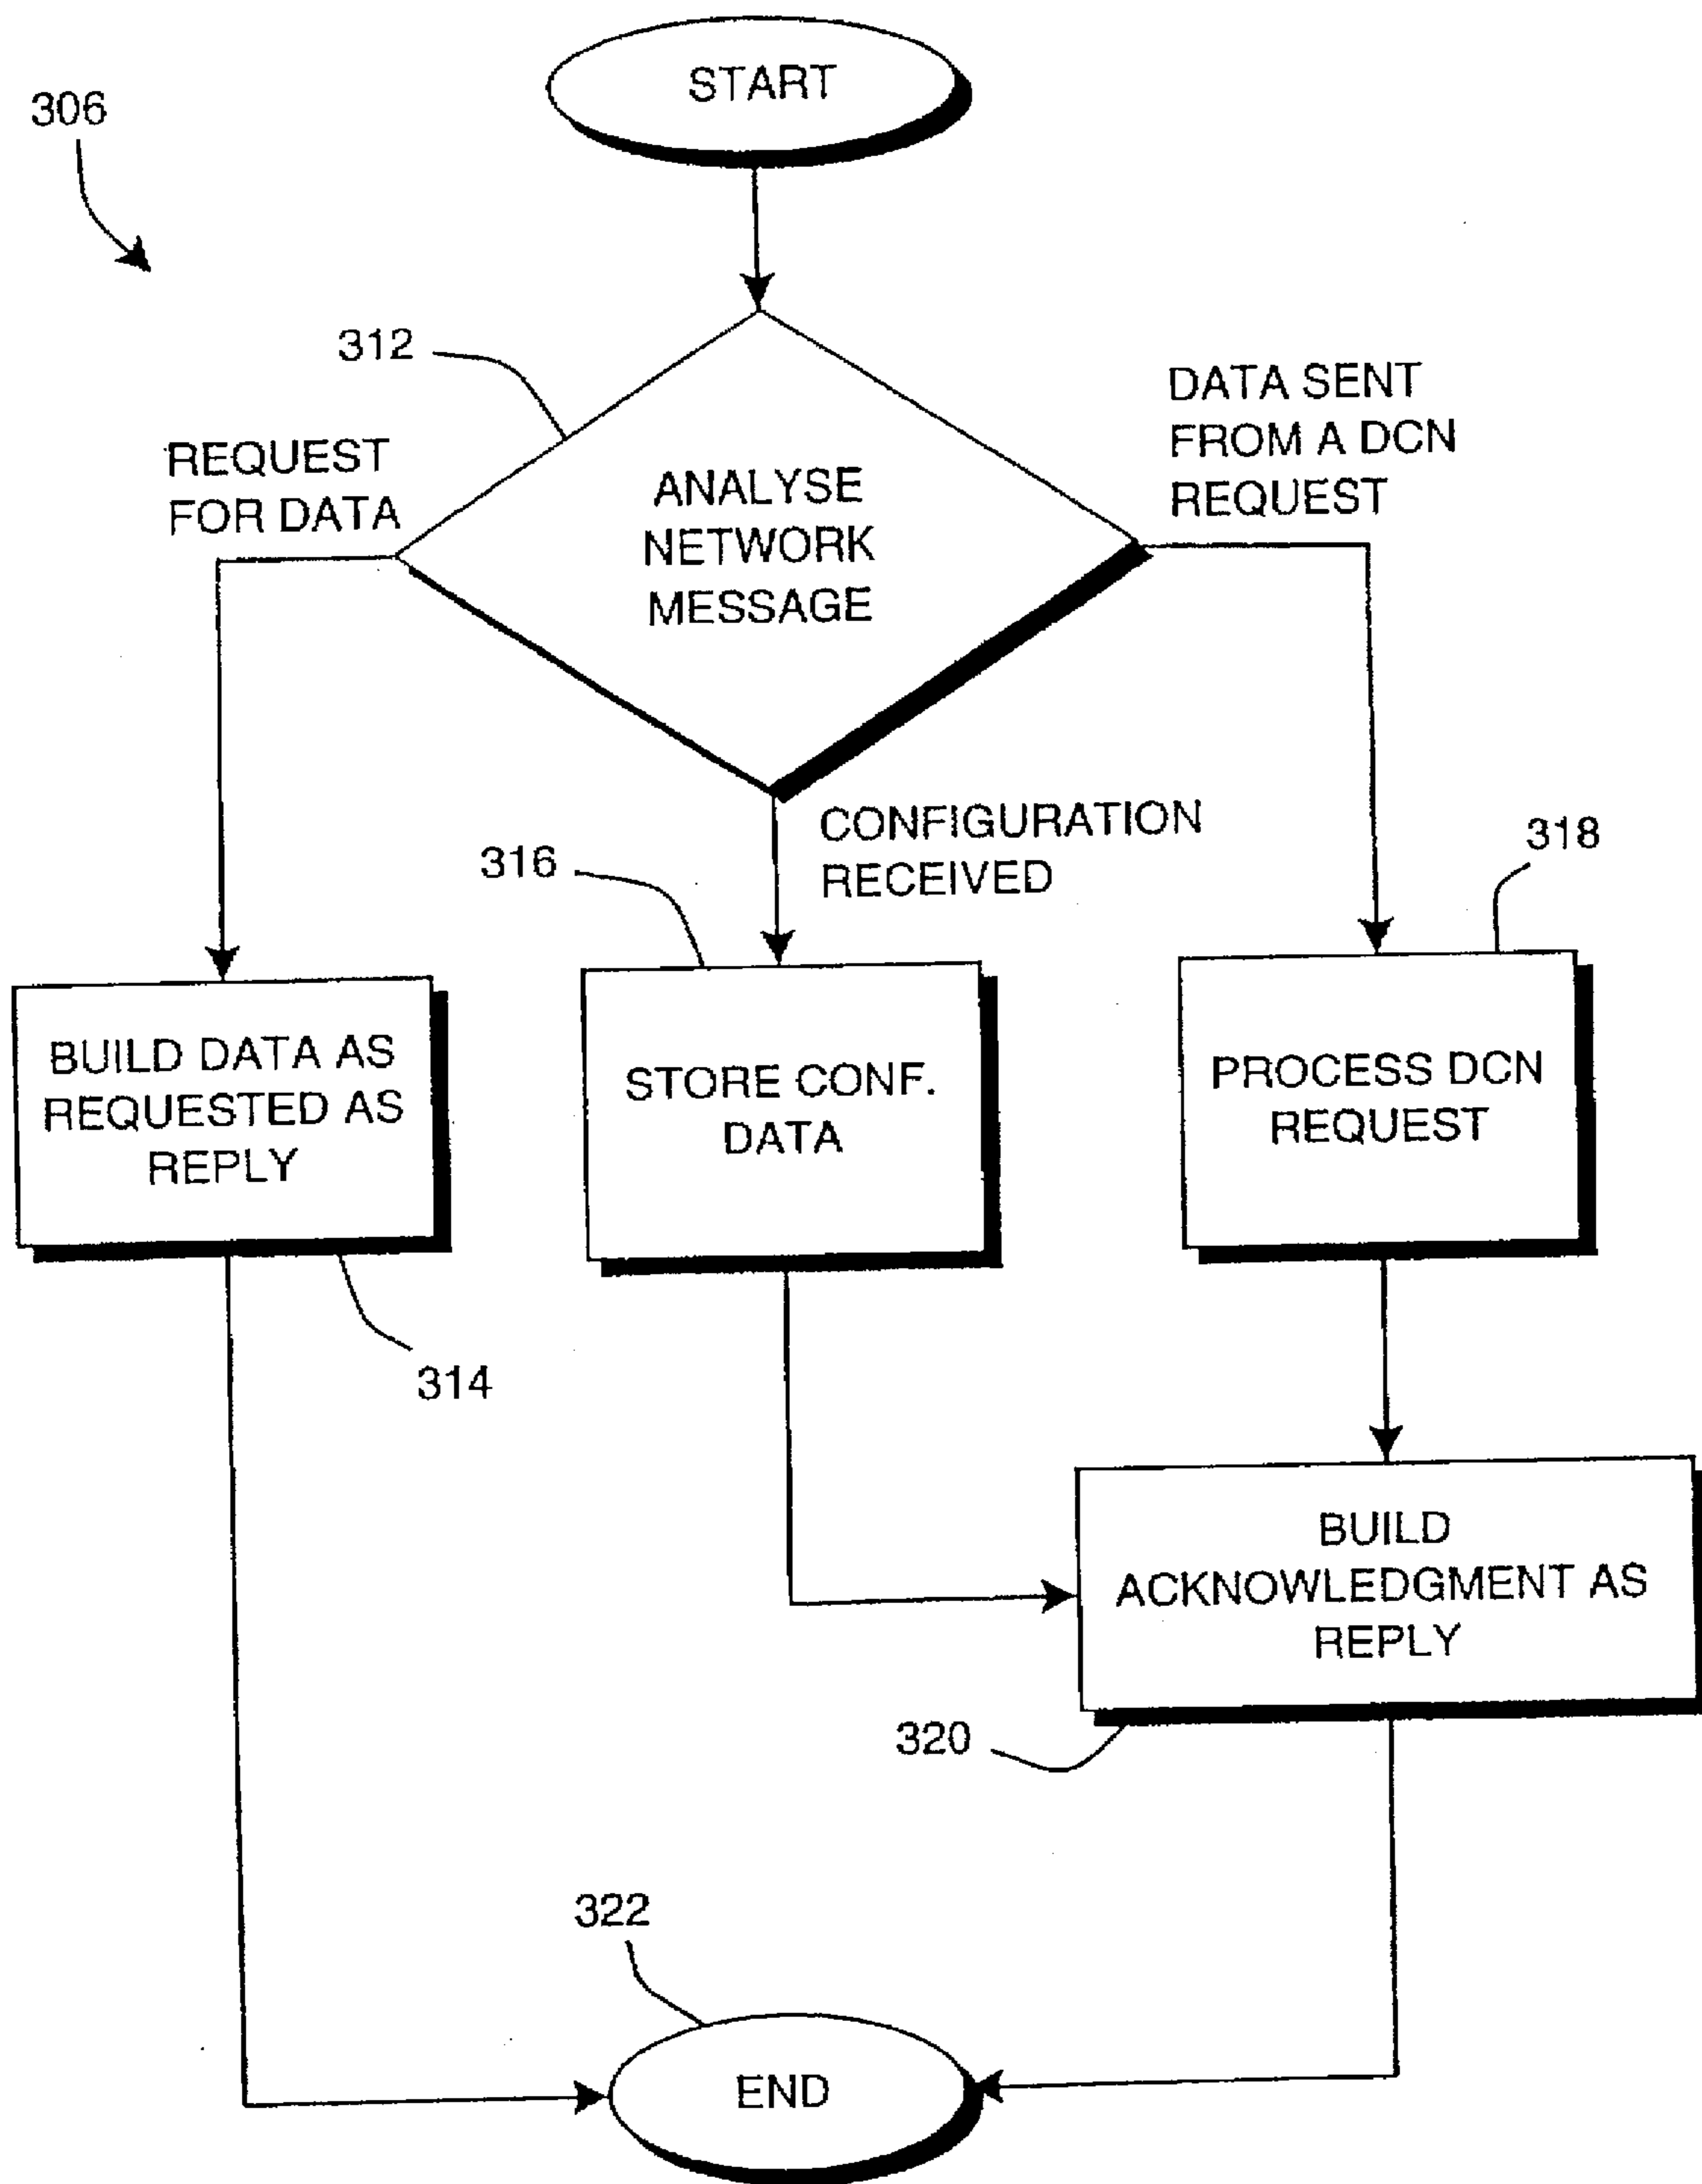 START
306
312
DATA SENT
FROM A DCN
REQUEST
REQUEST
FOR DATA
ANALYSE
NETWORK
MESSAGE
CONFIGURATION
RECEIVED
316
318
BUILD DATA AS
REQUESTED AS
REPLY
STORE CONF.
DATA
PROCESS DCN
REQUEST
314
BUILD
ACKNOWLEDGMENT AS
REPLY
320
322
END